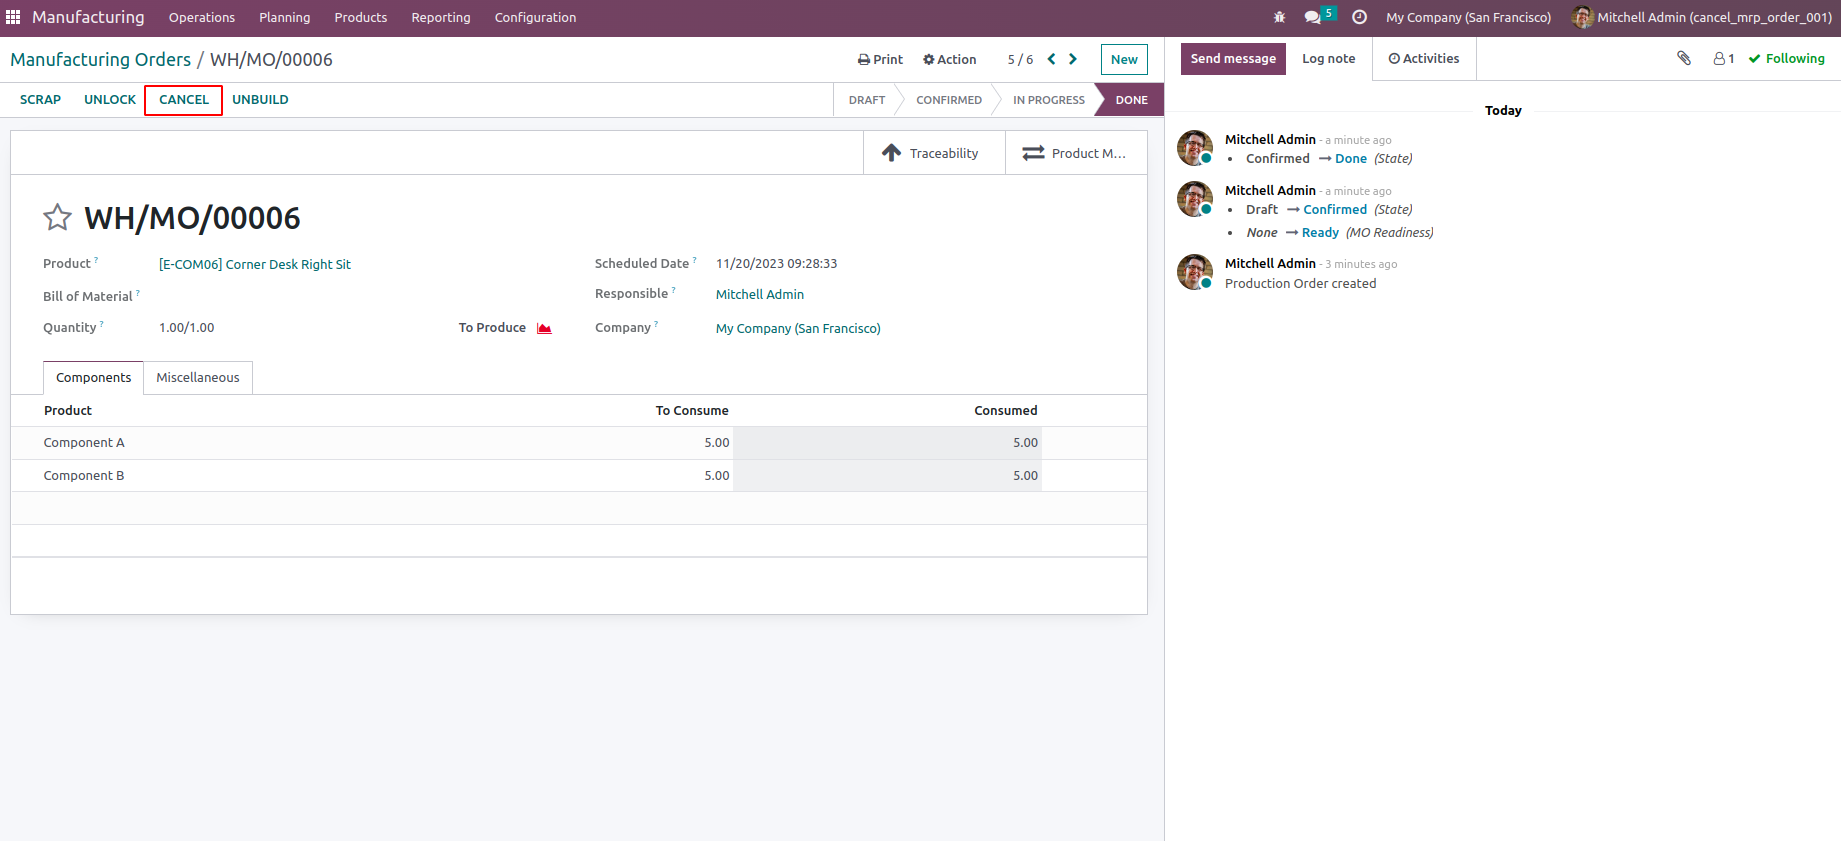 Manufacturing Operations Planning Products Reporting Configuration 5 My Company (San Francisco) Mitchell Admin (cancel_mrp_order_001)
Manufacturing Orders / WH/MO/00006 Print Action 5 / 6 New
SCRAP UNLOCK CANCEL UNBUILD DRAFT CONFIRMED IN PROGRESS DONE
Traceability Product M...
WH/MO/00006
Product ? [E-COM06] Corner Desk Right Sit Scheduled Date ? 11/20/2023 09:28:33
Bill of Material ? Responsible ? Mitchell Admin
Quantity ? 1.00/1.00 To Produce Company ? My Company (San Francisco)
Components Miscellaneous
Product To Consume Consumed
Component A 5.00 5.00
Component B 5.00 5.00
Send message Log note Activities 1 Following
Today
Mitchell Admin - a minute ago
• Confirmed → Done (State)
Mitchell Admin - a minute ago
• Draft → Confirmed (State)
• None → Ready (MO Readiness)
Mitchell Admin - 3 minutes ago
Production Order created